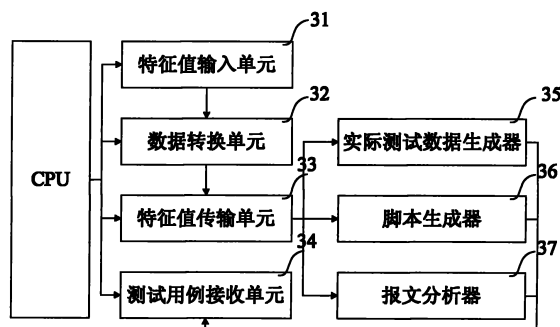 31
特征值输入单元
32
35
数据转换单元
实际测试数据生成器
33
36
CPU
特征值传输单元
脚本生成器
34
37
测试用例接收单元
报文分析器